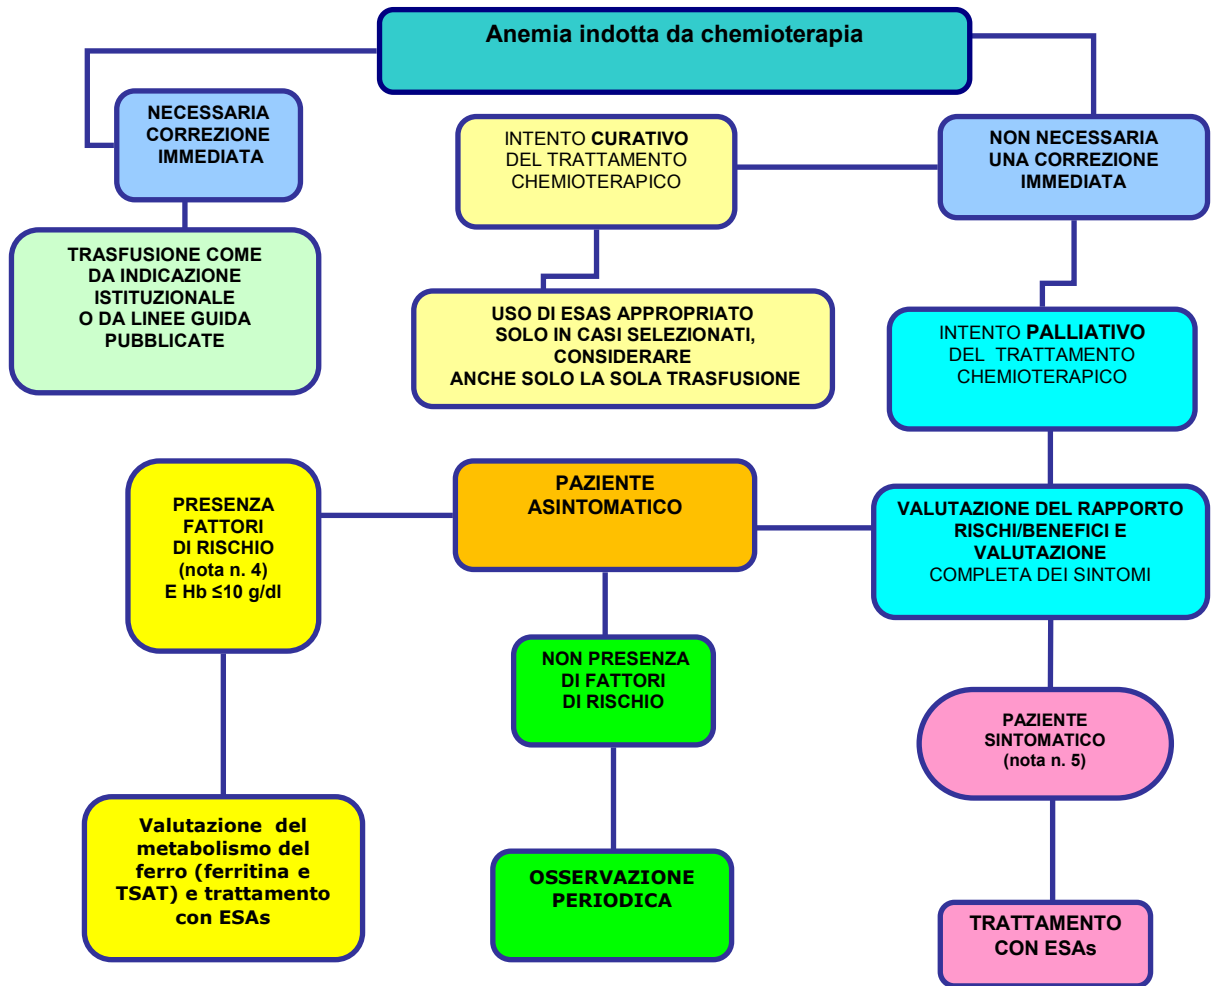 Anemia indotta da chemioterapia
NECESSARIA
CORREZIONE
IMMEDIATA
INTENTO CURATIVO
DEL TRATTAMENTO
CHEMIOTERAPICO
NON NECESSARIA
UNA CORREZIONE
IMMEDIATA
TRASFUSIONE COME
DA INDICAZIONE
ISTITUZIONALE
O DA LINEE GUIDA
PUBBLICATE
USO DI ESAS APPROPRIATO
SOLO IN CASI SELEZIONATI,
CONSIDERARE
ANCHE SOLO LA SOLA TRASFUSIONE
INTENTO PALLIATIVO
DEL TRATTAMENTO
CHEMIOTERAPICO
PRESENZA
FATTORI
DI RISCHIO
(nota n. 4)
E Hb ≤10 g/dl
PAZIENTE
ASINTOMATICO
VALUTAZIONE DEL RAPPORTO
RISCHI/BENEFICI E
VALUTAZIONE
COMPLETA DEI SINTOMI
NON PRESENZA
DI FATTORI
DI RISCHIO
PAZIENTE
SINTOMATICO
(nota n. 5)
Valutazione del
metabolismo del
ferro (ferritina e
TSAT) e trattamento
con ESAs
OSSERVAZIONE
PERIODICA
TRATTAMENTO
CON ESAs